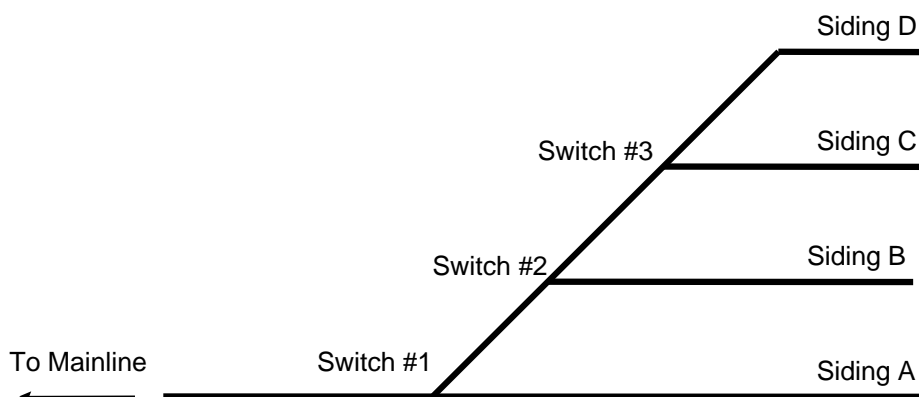 Siding D
Siding C
Switch #3
Siding B
Switch #2
To Mainline
Switch #1
Siding A